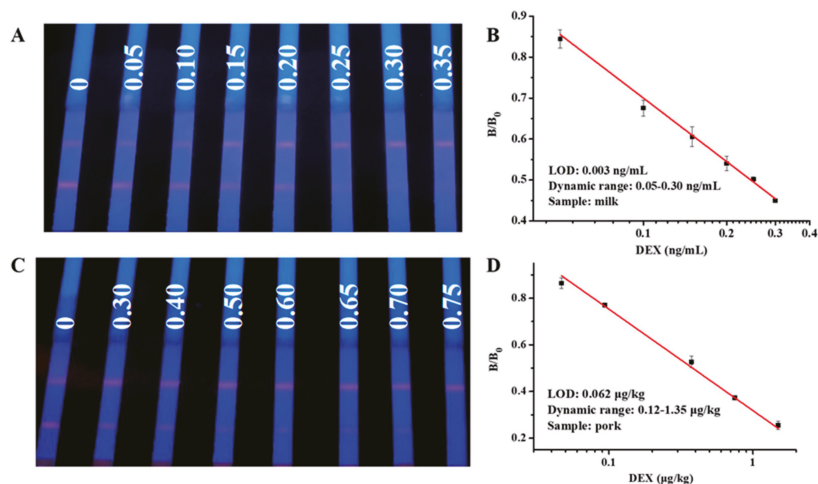 A
0
0.05
0.10
0.15
0.20
0.25
0.30
0.35
B
B/B0
0.9
0.8
0.7
0.6
0.5
0.4
LOD: 0.003 ng/mL
Dynamic range: 0.05-0.30 ng/mL
Sample: milk
0.1
0.2
0.3
0.4
DEX (ng/mL)
C
0
0.30
0.40
0.50
0.60
0.65
0.70
0.75
D
B/B0
0.8
0.6
0.4
0.2
LOD: 0.062 µg/kg
Dynamic range: 0.12-1.35 µg/kg
Sample: pork
0.1
1
DEX (µg/kg)